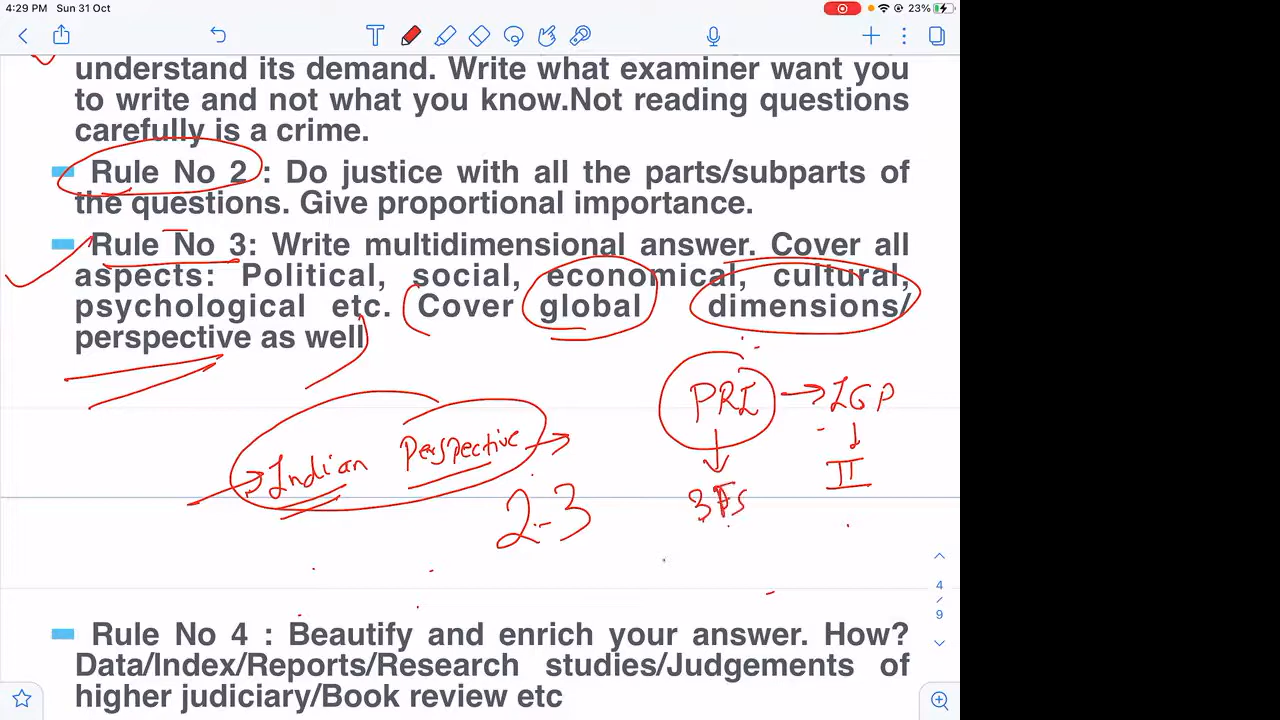 4:29 PM Sun 31 Oct 23%
understand its demand. Write what examiner want you
to write and not what you know.Not reading questions
carefully is a crime.
Rule No 2 : Do justice with all the parts/subparts of
the questions. Give proportional importance.
Rule No 3: Write multidimensional answer. Cover all
aspects: Political, social, economical, cultural,
psychological etc. Cover global dimensions/
perspective as well
PRI → IGP
Indian Perspective →
II
2-3
3Fs
4
/
9
Rule No 4 : Beautify and enrich your answer. How?
Data/Index/Reports/Research studies/Judgements of
higher judiciary/Book review etc